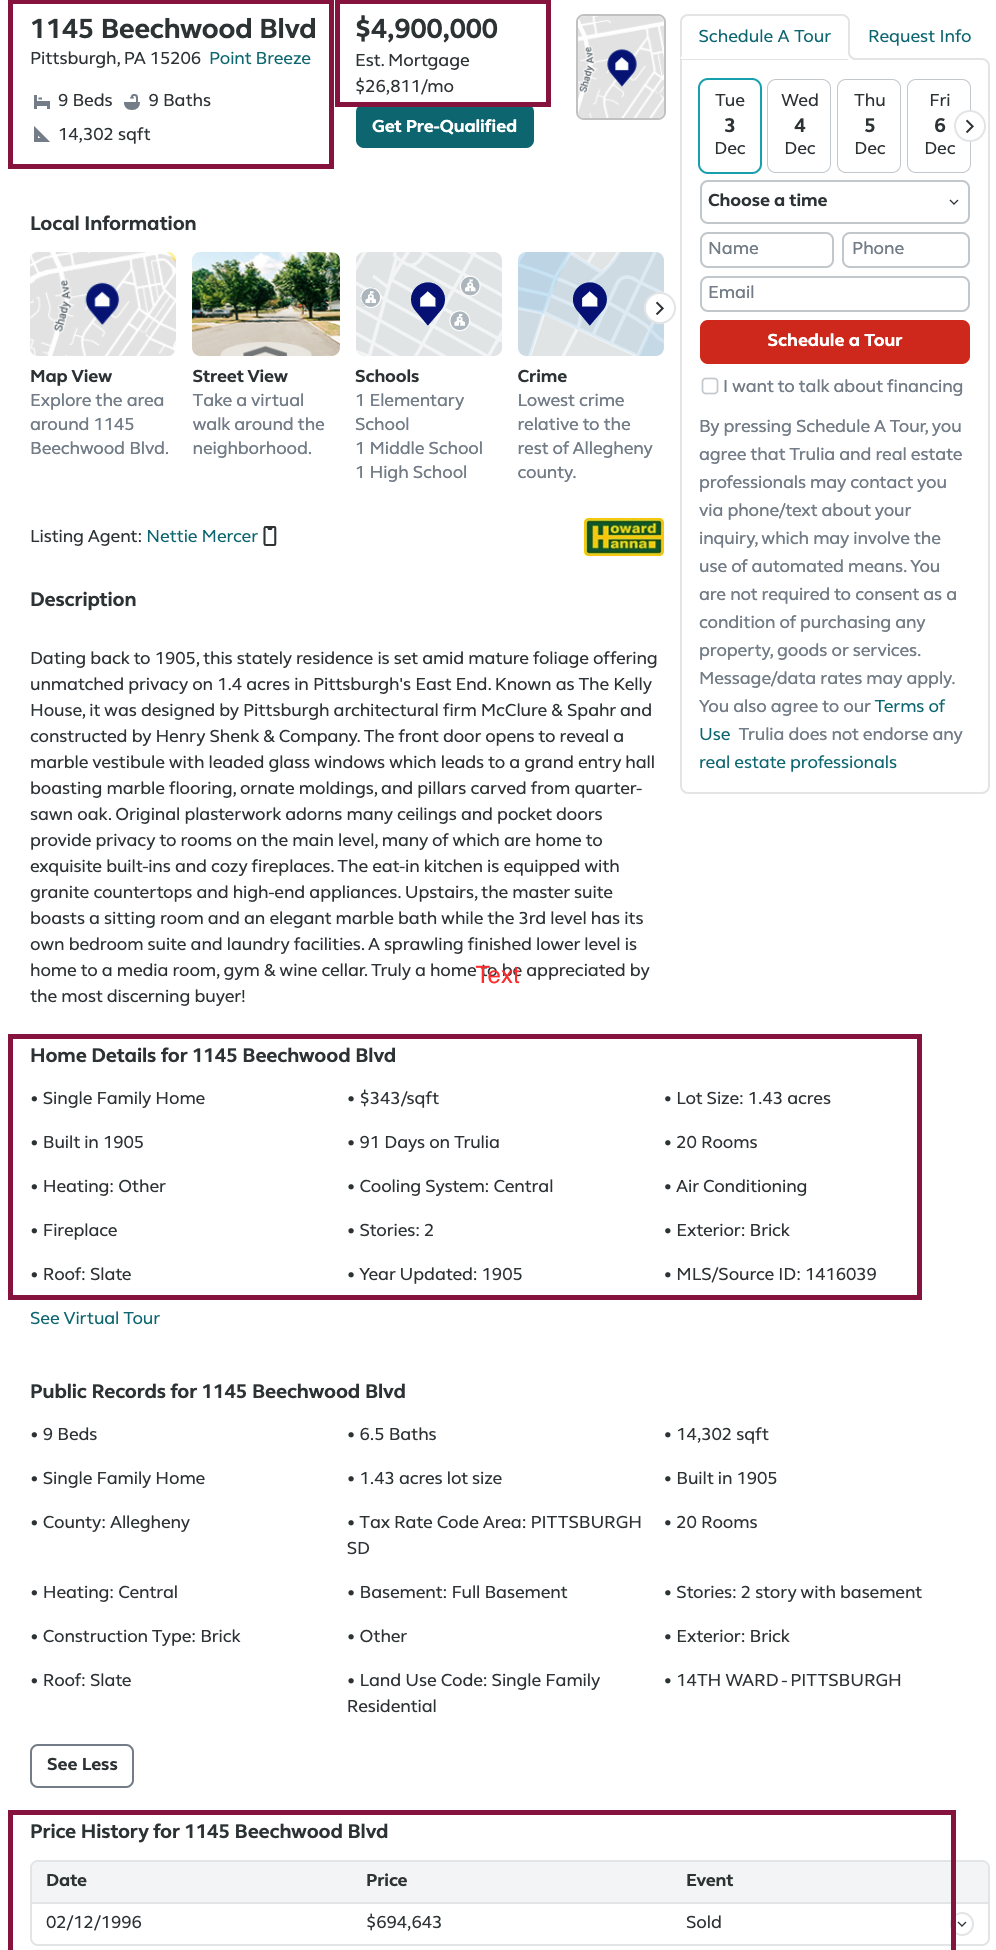 1145 Beechwood Blvd
Pittsburgh, PA 15206 Point Breeze
9 Beds 9 Baths
14,302 sqft
$4,900,000
Est. Mortgage
$26,811/mo
Get Pre-Qualified
Shady Ave
Schedule A Tour Request Info
Tue Wed Thu Fri
3 4 5 6
Dec Dec Dec Dec
Choose a time
Name Phone
Email
Schedule a Tour
I want to talk about financing
By pressing Schedule A Tour, you
agree that Trulia and real estate
professionals may contact you
via phone/text about your
inquiry, which may involve the
use of automated means. You
are not required to consent as a
condition of purchasing any
property, goods or services.
Message/data rates may apply.
You also agree to our Terms of
Use Trulia does not endorse any
real estate professionals
Local Information
Shady Ave
Map View
Explore the area
around 1145
Beechwood Blvd.
Street View
Take a virtual
walk around the
neighborhood.
Schools
1 Elementary
School
1 Middle School
1 High School
Crime
Lowest crime
relative to the
rest of Allegheny
county.
Listing Agent: Nettie Mercer
Howard
Hanna
Description
Dating back to 1905, this stately residence is set amid mature foliage offering
unmatched privacy on 1.4 acres in Pittsburgh's East End. Known as The Kelly
House, it was designed by Pittsburgh architectural firm McClure & Spahr and
constructed by Henry Shenk & Company. The front door opens to reveal a
marble vestibule with leaded glass windows which leads to a grand entry hall
boasting marble flooring, ornate moldings, and pillars carved from quarter-
sawn oak. Original plasterwork adorns many ceilings and pocket doors
provide privacy to rooms on the main level, many of which are home to
exquisite built-ins and cozy fireplaces. The eat-in kitchen is equipped with
granite countertops and high-end appliances. Upstairs, the master suite
boasts a sitting room and an elegant marble bath while the 3rd level has its
own bedroom suite and laundry facilities. A sprawling finished lower level is
home to a media room, gym & wine cellar. Truly a home to be appreciated by
Text
the most discerning buyer!
Home Details for 1145 Beechwood Blvd
• Single Family Home • $343/sqft • Lot Size: 1.43 acres
• Built in 1905 • 91 Days on Trulia • 20 Rooms
• Heating: Other • Cooling System: Central • Air Conditioning
• Fireplace • Stories: 2 • Exterior: Brick
• Roof: Slate • Year Updated: 1905 • MLS/Source ID: 1416039
See Virtual Tour
Public Records for 1145 Beechwood Blvd
• 9 Beds • 6.5 Baths • 14,302 sqft
• Single Family Home • 1.43 acres lot size • Built in 1905
• County: Allegheny • Tax Rate Code Area: PITTSBURGH • 20 Rooms
SD
• Heating: Central • Basement: Full Basement • Stories: 2 story with basement
• Construction Type: Brick • Other • Exterior: Brick
• Roof: Slate • Land Use Code: Single Family • 14TH WARD - PITTSBURGH
Residential
See Less
Price History for 1145 Beechwood Blvd
Date Price Event
02/12/1996 $694,643 Sold